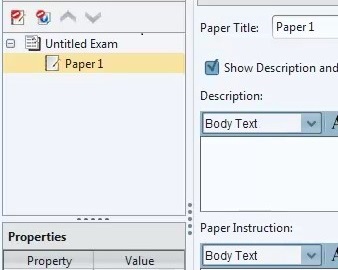 Untitled Exam
Paper 1
Properties
Property Value
Paper Title: Paper 1
Show Description and
Description:
Body Text
Paper Instruction:
Body Text